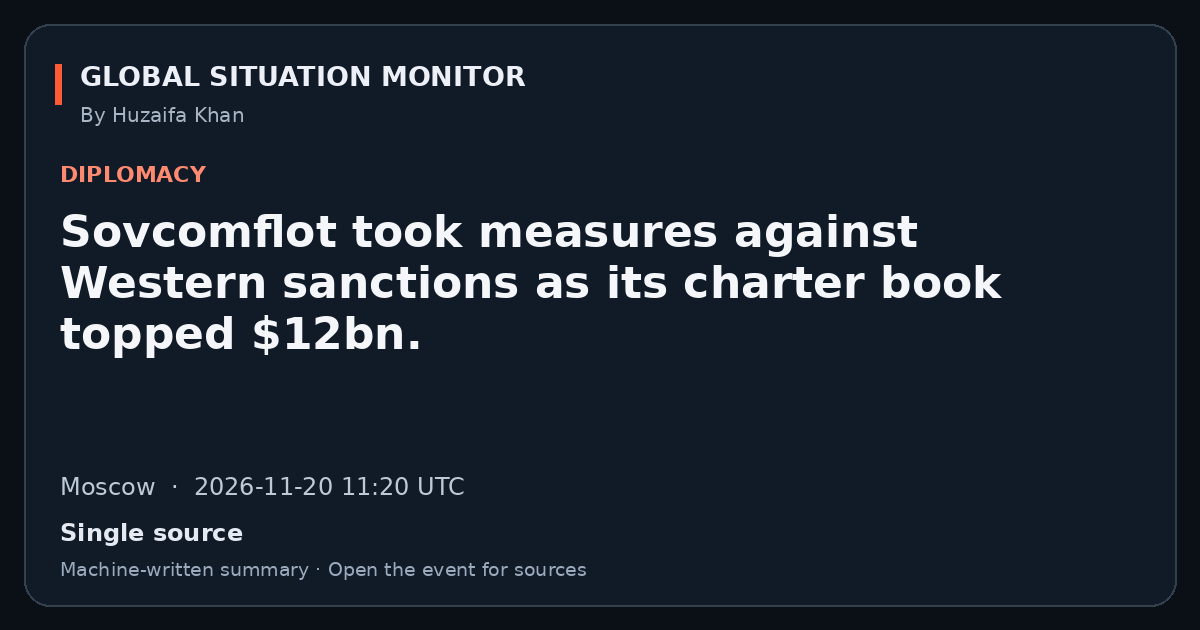 GLOBAL SITUATION MONITOR
By Huzaifa Khan
DIPLOMACY
Sovcomflot took measures against
Western sanctions as its charter book
topped $12bn.
Moscow · 2026-11-20 11:20 UTC
Single source
Machine-written summary · Open the event for sources